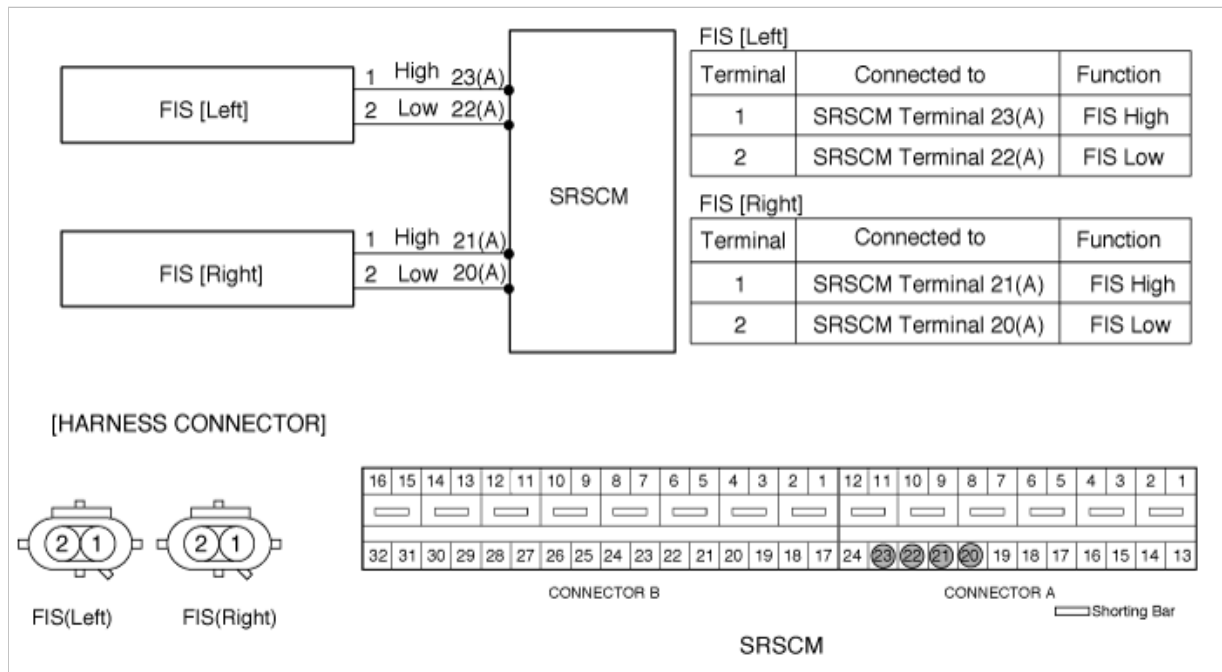 FIS [Left]
1 High 23(A)
2 Low 22(A)
FIS [Right]
1 High 21(A)
2 Low 20(A)
SRSCM
FIS [Left]
Terminal Connected to Function
1 SRSCM Terminal 23(A) FIS High
2 SRSCM Terminal 22(A) FIS Low
FIS [Right]
Terminal Connected to Function
1 SRSCM Terminal 21(A) FIS High
2 SRSCM Terminal 20(A) FIS Low
[HARNESS CONNECTOR]
2 1
FIS(Left)
2 1
FIS(Right)
16 15 14 13 12 11 10 9 8 7 6 5 4 3 2 1 12 11 10 9 8 7 6 5 4 3 2 1
32 31 30 29 28 27 26 25 24 23 22 21 20 19 18 17 24 23 22 21 20 19 18 17 16 15 14 13
CONNECTOR B CONNECTOR A
Shorting Bar
SRSCM